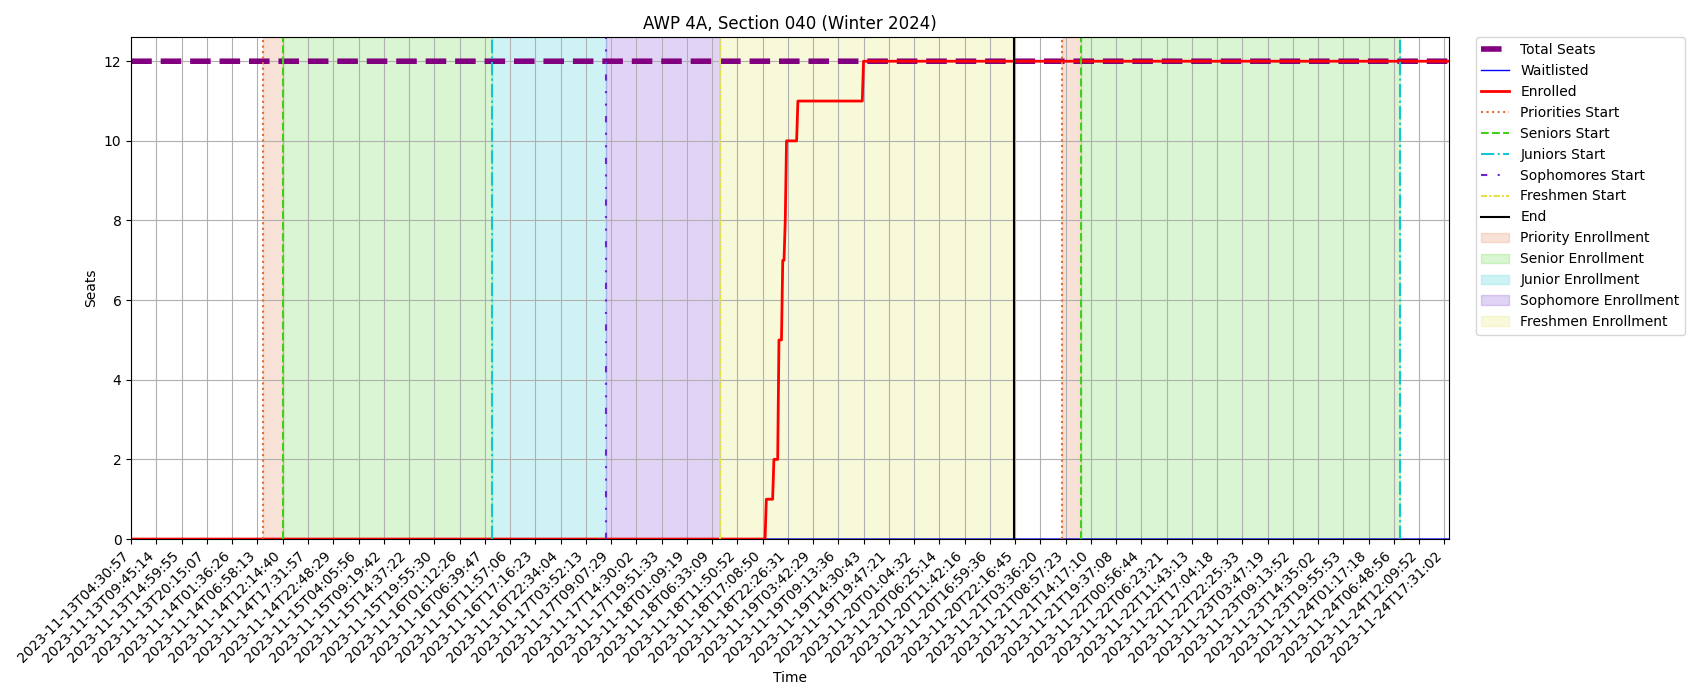 AWP 4A, Section 040 (Winter 2024)
12
10
8
6
4
2
0
Seats
2023-11-13T04:30:57
2023-11-13T09:45:14
2023-11-13T14:59:55
2023-11-13T20:15:07
2023-11-14T01:36:26
2023-11-14T06:58:13
2023-11-14T12:14:40
2023-11-14T17:31:57
2023-11-14T22:48:29
2023-11-15T04:05:56
2023-11-15T09:19:42
2023-11-15T14:37:22
2023-11-15T19:55:30
2023-11-16T01:12:26
2023-11-16T06:39:47
2023-11-16T11:57:06
2023-11-16T17:16:23
2023-11-16T22:34:04
2023-11-17T03:52:13
2023-11-17T09:07:29
2023-11-17T14:30:02
2023-11-17T19:51:33
2023-11-18T01:09:19
2023-11-18T06:33:09
2023-11-18T11:50:52
2023-11-18T17:08:50
2023-11-18T22:26:31
2023-11-19T03:42:29
2023-11-19T09:13:36
2023-11-19T14:30:43
2023-11-19T19:47:21
2023-11-20T01:04:32
2023-11-20T06:25:14
2023-11-20T11:42:16
2023-11-20T16:59:36
2023-11-20T22:16:45
2023-11-21T03:36:20
2023-11-21T08:57:23
2023-11-21T14:17:10
2023-11-21T19:37:08
2023-11-22T00:56:44
2023-11-22T06:23:21
2023-11-22T11:43:13
2023-11-22T17:04:18
2023-11-22T22:25:33
2023-11-23T03:47:19
2023-11-23T09:13:52
2023-11-23T14:35:02
2023-11-23T19:55:53
2023-11-24T01:17:18
2023-11-24T06:48:56
2023-11-24T12:09:52
2023-11-24T17:31:02
Time
Total Seats
Waitlisted
Enrolled
Priorities Start
Seniors Start
Juniors Start
Sophomores Start
Freshmen Start
End
Priority Enrollment
Senior Enrollment
Junior Enrollment
Sophomore Enrollment
Freshmen Enrollment